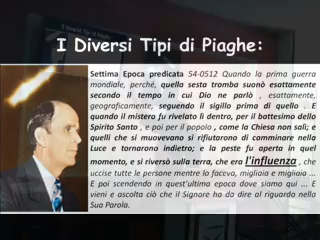 I Diversi Tipi di Piaghe:
Settima Epoca predicata 54-0512 Quando la prima guerra
mondiale, perché, quella sesta tromba suonò esattamente
secondo il tempo in cui Dio ne parlò , esattamente,
geograficamente, seguendo il sigillo prima di quello . E
quando il mistero fu rivelato lì dentro, per il battesimo dello
Spirito Santo , e poi per il popolo , come la Chiesa non salì; e
quelli che si muovevano si rifiutarono di camminare nella
Luce e tornarono indietro; e la peste fu aperta in quel
momento, e si riversò sulla terra, che era l'influenza , che
uccise tutte le persone mentre lo faceva, migliaia e migliaia ...
E poi scendendo in quest'ultima epoca dove siamo qui ... E
vieni e ascolta ciò che il Signore ha da dire al riguardo nella
Sua Parola.